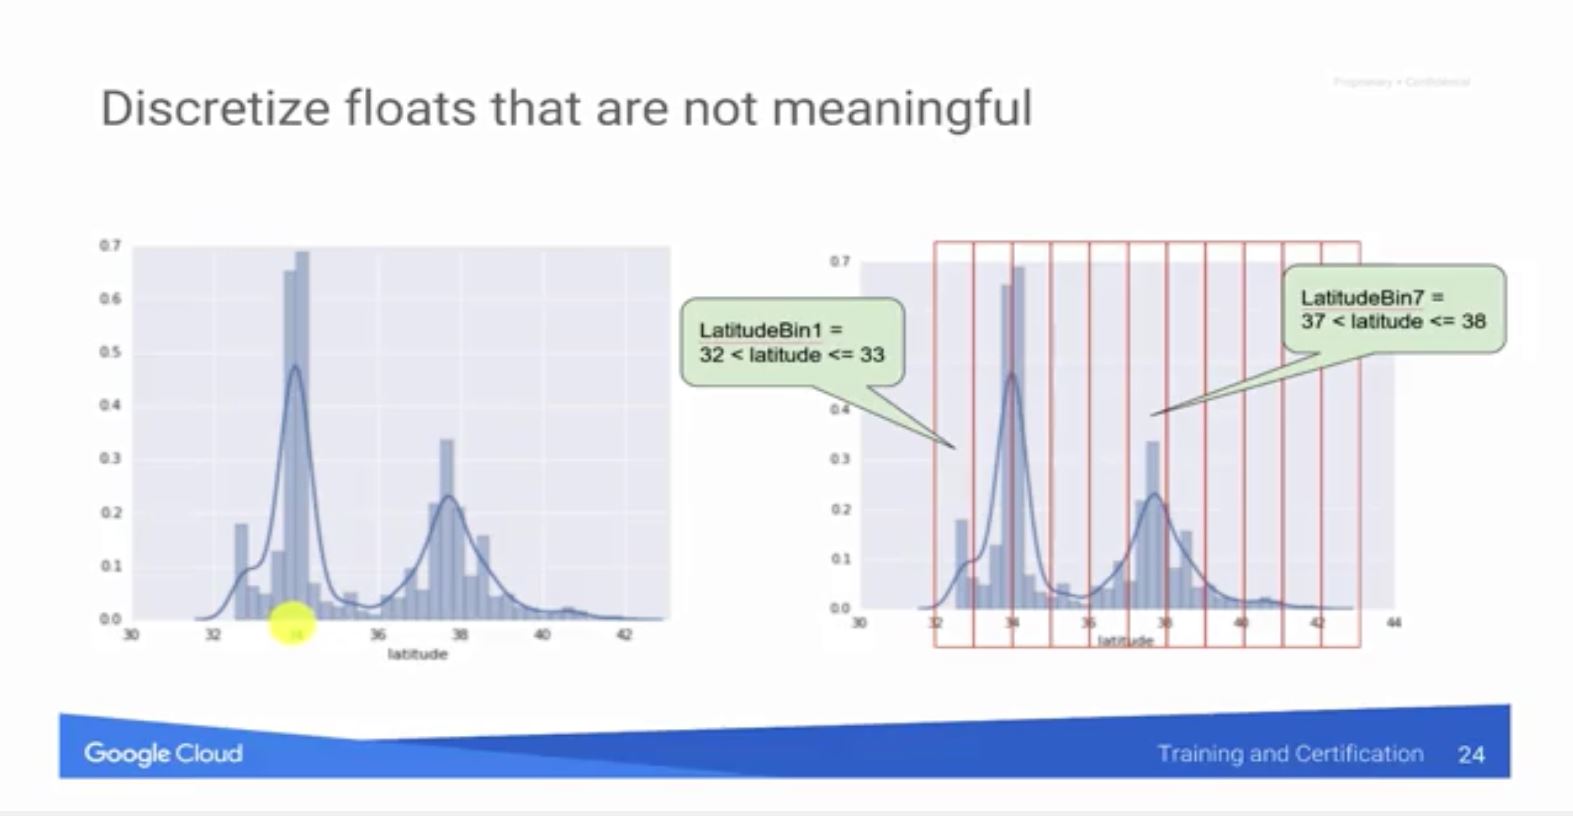 Proprietary + Confidential
Discretize floats that are not meaningful
0.7
0.6
0.5
0.4
0.3
0.2
0.1
0.0
30 32 34 36 38 40 42
latitude
LatitudeBin1 =
32 < latitude <= 33
LatitudeBin7 =
37 < latitude <= 38
0.7
0.4
0.3
0.2
0.1
0.0
30 32 34 36 38 40 42 44
latitude
Google Cloud
Training and Certification 24